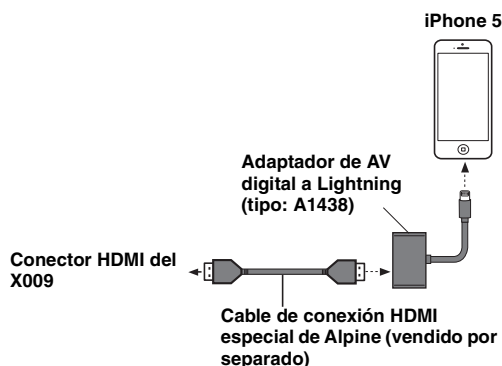 iPhone 5
Adaptador de AV
digital a Lightning
(tipo: A1438)
Conector HDMI del
X009
Cable de conexión HDMI
especial de Alpine (vendido por
separado)